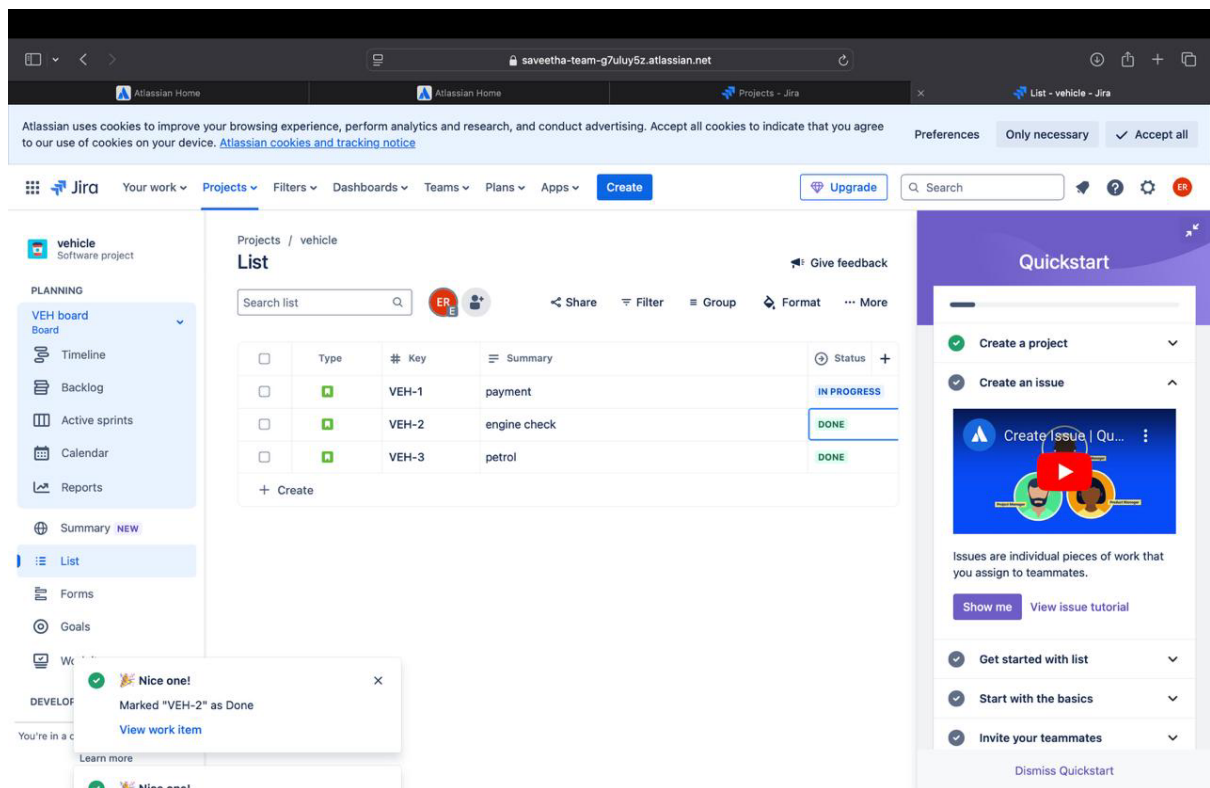 saveetha-team-g7uluy5z.atlassian.net
Atlassian Home
Atlassian Home
Projects - Jira
List - vehicle - Jira
Atlassian uses cookies to improve your browsing experience, perform analytics and research, and conduct advertising. Accept all cookies to indicate that you agree
to our use of cookies on your device. Atlassian cookies and tracking notice
Preferences
Only necessary
Accept all
Jira
Your work
Projects
Filters
Dashboards
Teams
Plans
Apps
Create
Upgrade
Search
ER
vehicle
Software project
PLANNING
VEH board
Board
Timeline
Backlog
Active sprints
Calendar
Reports
Summary NEW
List
Forms
Goals
DEVELOP
You're in a
Learn more
Projects / vehicle
List
Give feedback
Search list
ER
E
Share
Filter
Group
Format
More
Type # Key Summary Status
VEH-1 payment IN PROGRESS
VEH-2 engine check DONE
VEH-3 petrol DONE
+ Create
Nice one!
Marked "VEH-2" as Done
View work item
Nice one!
Quickstart
Create a project
Create an issue
Create Issue | Qu...
Issues are individual pieces of work that
you assign to teammates.
Show me
View issue tutorial
Get started with list
Start with the basics
Invite your teammates
Dismiss Quickstart